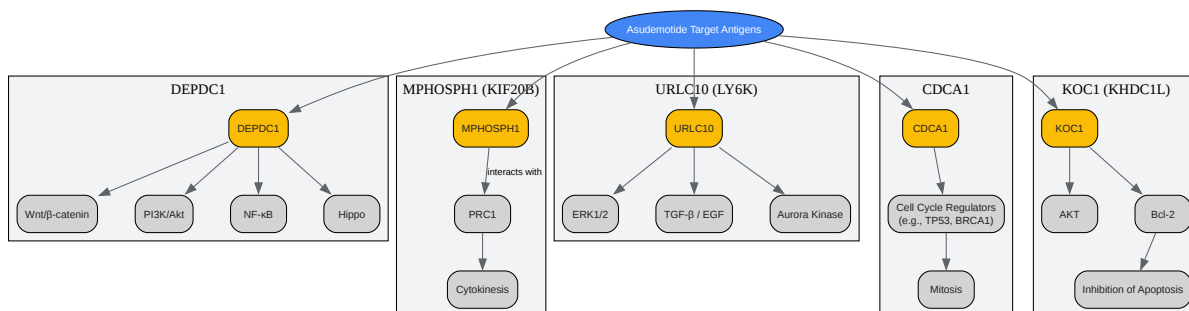 Asudemotide Target Antigens
DEPDC1
MPHOSPH1 (KIF20B)
URLC10 (LY6K)
CDCA1
KOC1 (KHDC1L)
DEPDC1
MPHOSPH1
URLC10
CDCA1
KOC1
interacts with
Wnt/β-catenin
PI3K/Akt
NF-κB
Hippo
PRC1
ERK1/2
TGF-β / EGF
Aurora Kinase
Cell Cycle Regulators
(e.g., TP53, BRCA1)
AKT
Bcl-2
Cytokinesis
Mitosis
Inhibition of Apoptosis